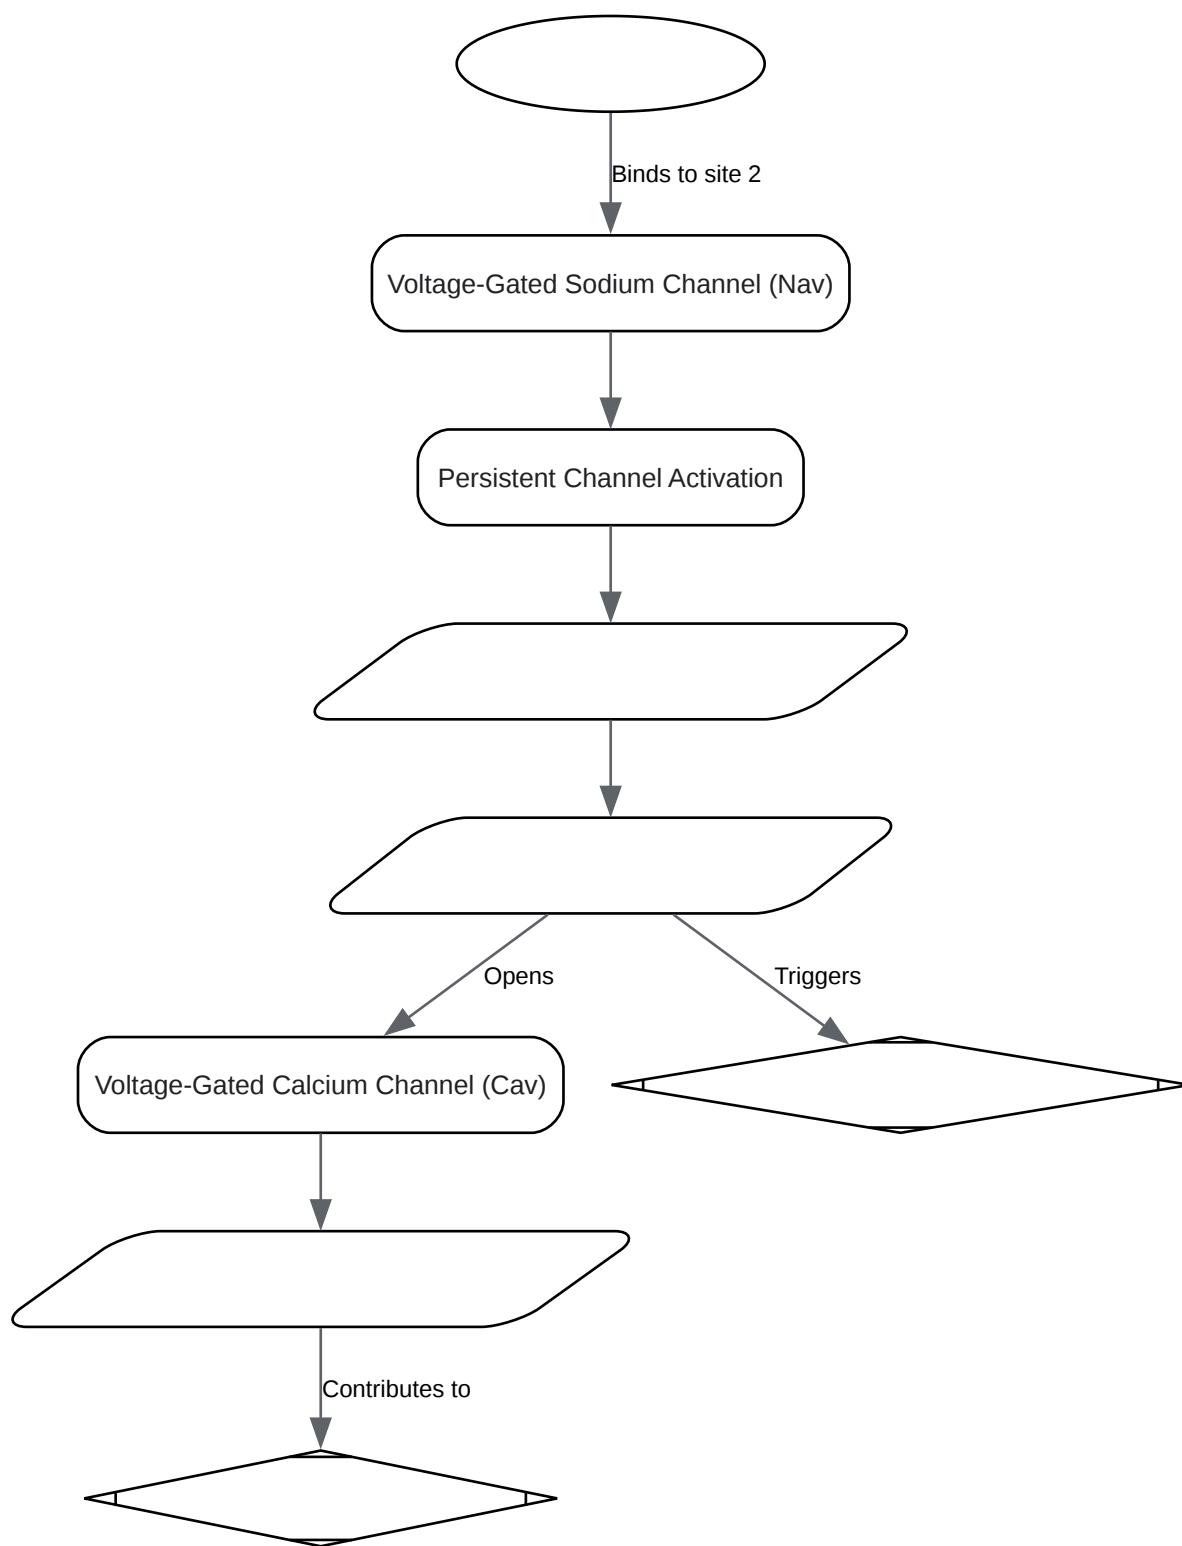 Binds to site 2
Voltage-Gated Sodium Channel (Nav)
Persistent Channel Activation
Opens
Triggers
Voltage-Gated Calcium Channel (Cav)
Contributes to